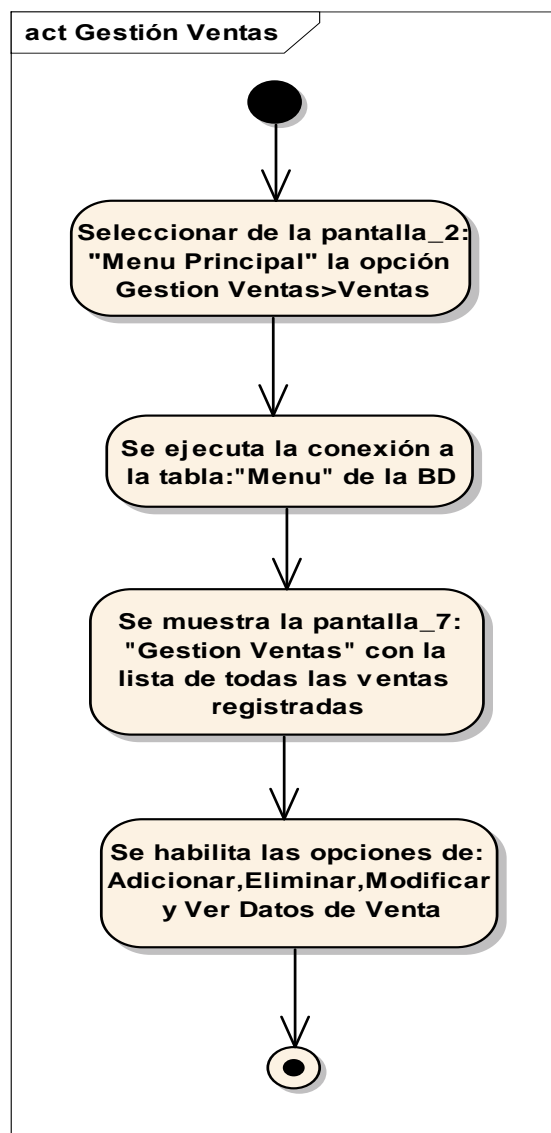 act Gestión Ventas
Seleccionar de la pantalla_2:
"Menu Principal" la opción
Gestion Ventas>Ventas
Se ejecuta la conexión a
la tabla:"Menu" de la BD
Se muestra la pantalla_7:
"Gestion Ventas" con la
lista de todas las ventas
registradas
Se habilita las opciones de:
Adicionar,Eliminar,Modificar
y Ver Datos de Venta